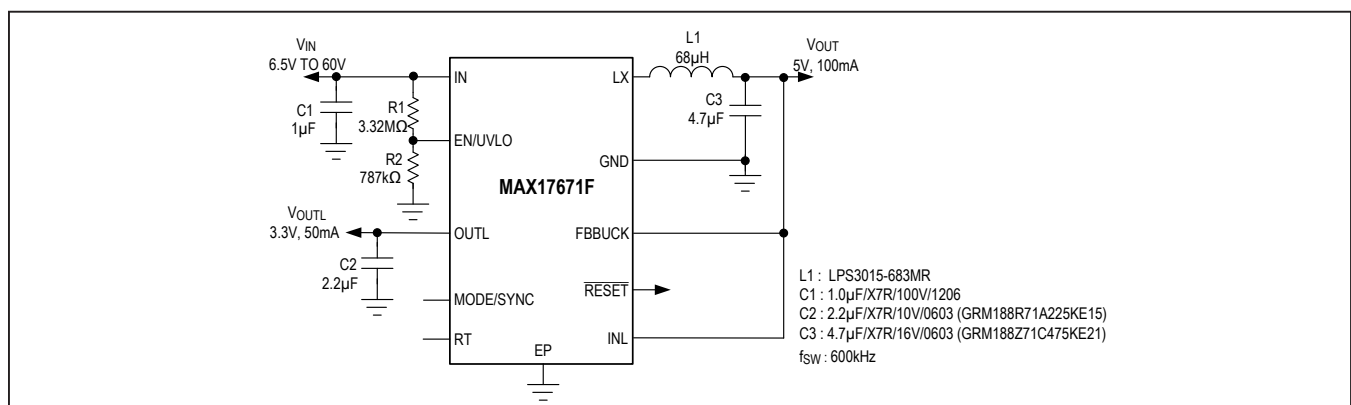 VIN
6.5V TO 60V
C1
1µF
R1
3.32MΩ
R2
787kΩ
VOUTL
3.3V, 50mA
C2
2.2µF
IN
EN/UVLO
OUTL
MODE/SYNC
RT
MAX17671F
EP
LX
GND
FBBUCK
RESET
INL
L1
68µH
C3
4.7µF
VOUT
5V, 100mA
L1 : LPS3015-683MR
C1 : 1.0µF/X7R/100V/1206
C2 : 2.2µF/X7R/10V/0603 (GRM188R71A225KE15)
C3 : 4.7µF/X7R/16V/0603 (GRM188Z71C475KE21)
fSW : 600kHz